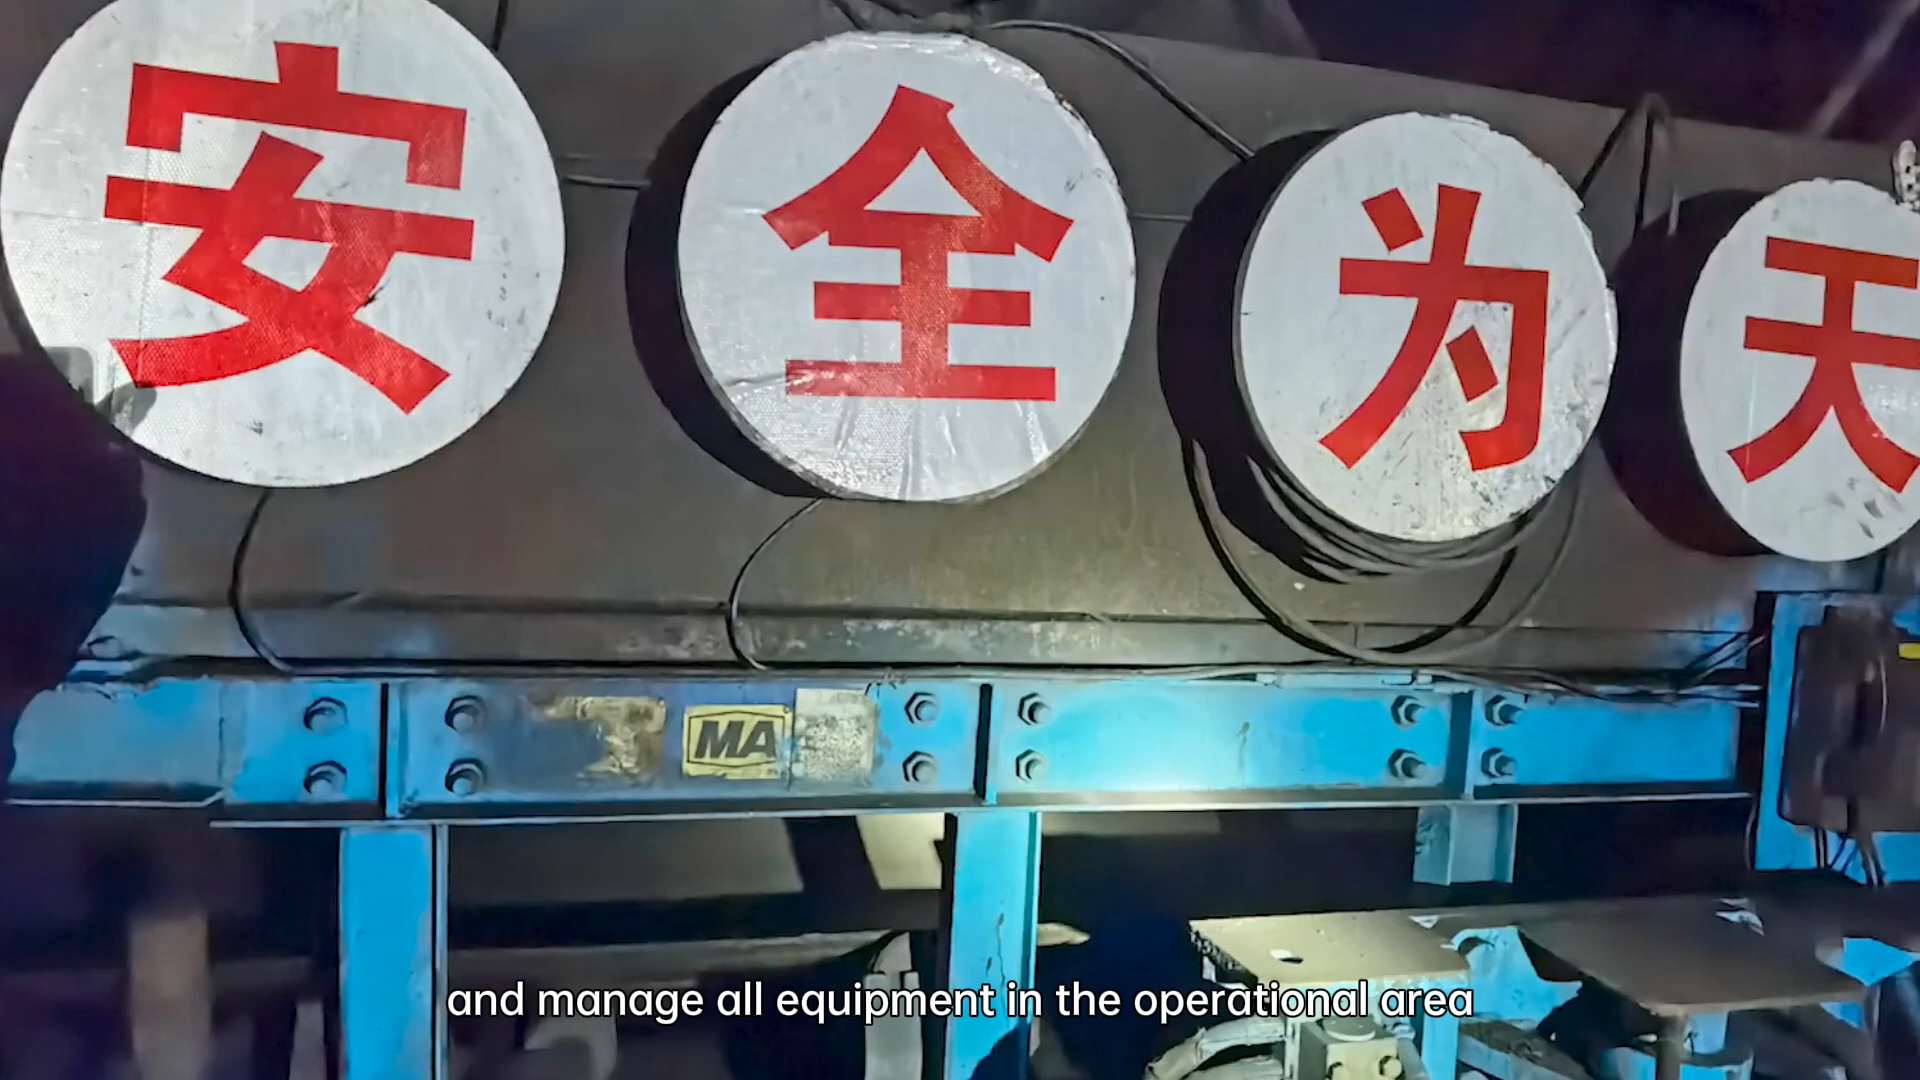 安全为天
MA
and manage all equipment in the operational area